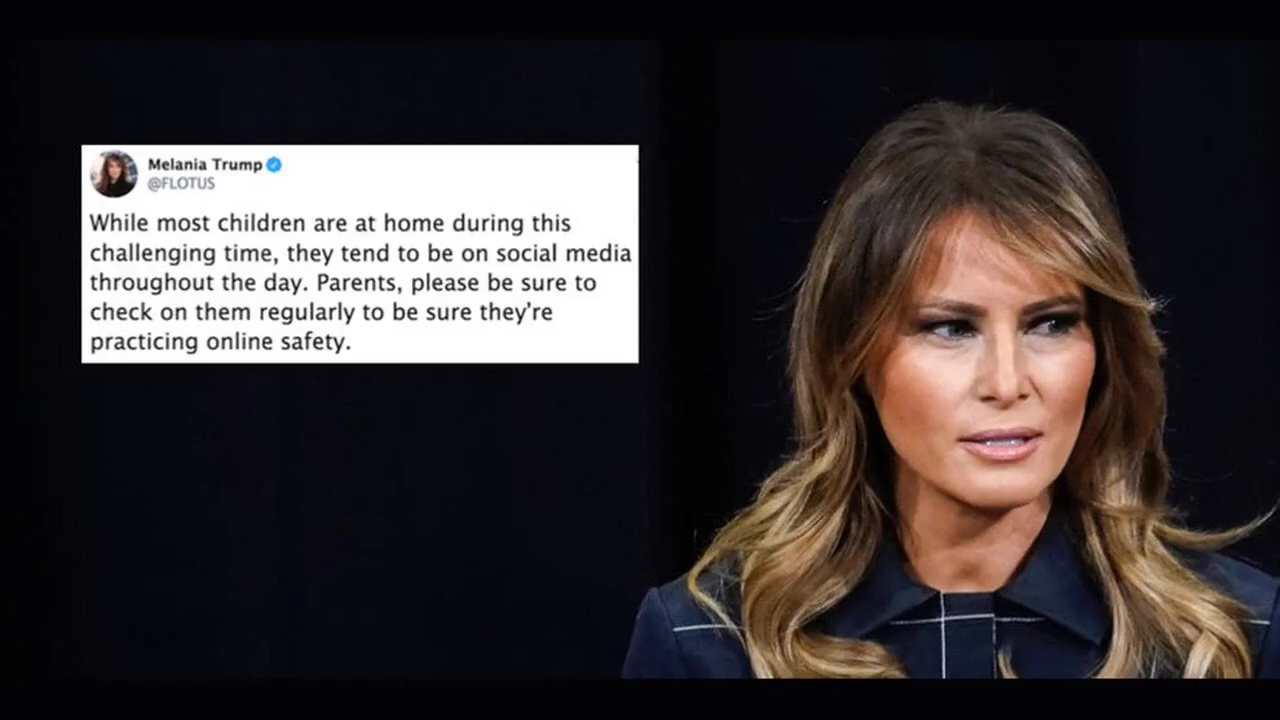 Melania Trump
@FLOTUS
While most children are at home during this
challenging time, they tend to be on social media
throughout the day. Parents, please be sure to
check on them regularly to be sure they're
practicing online safety.